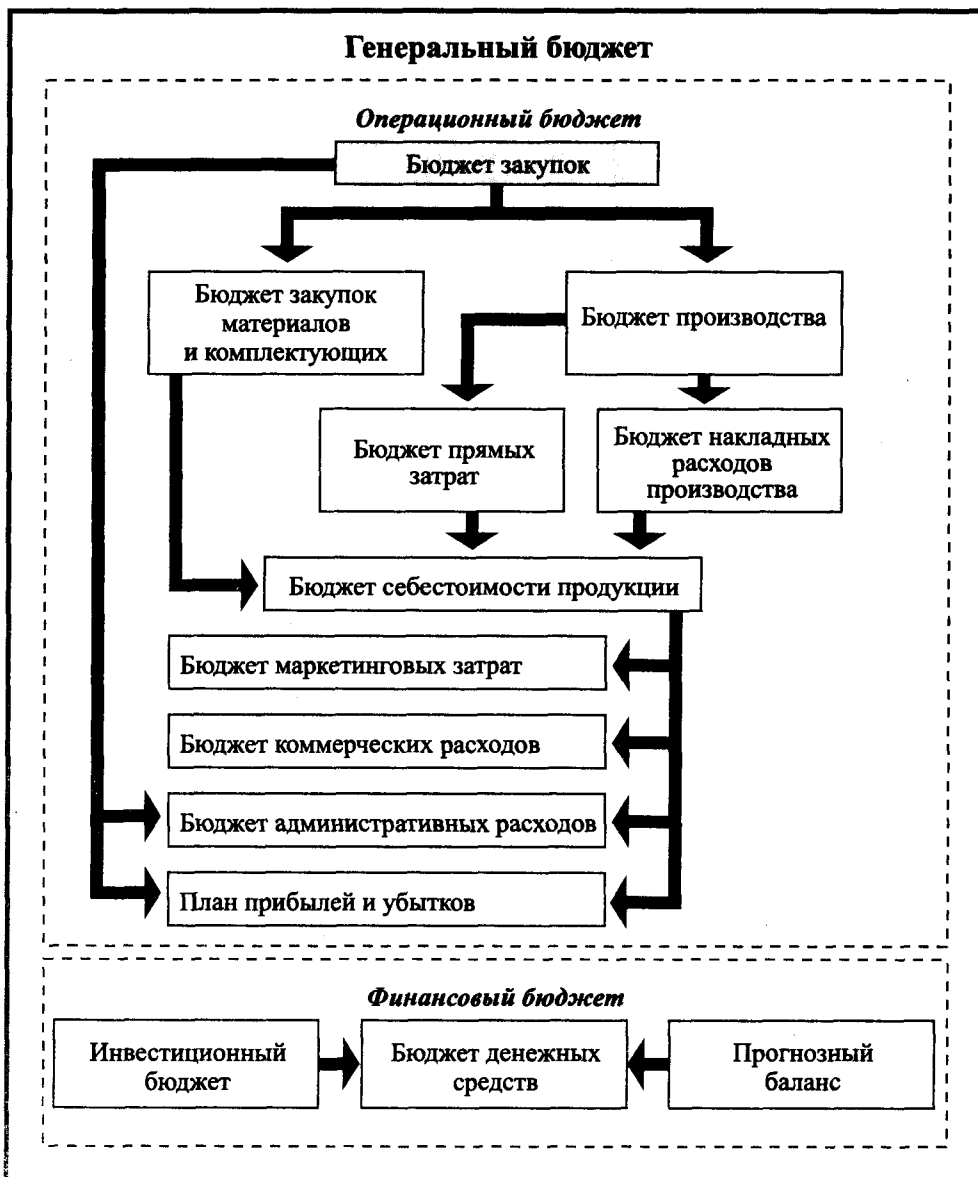 Генеральный бюджет
Операционный бюджет
Бюджет закупок
Бюджет закупок
материалов
и комплектующих
Бюджет производства
Бюджет прямых
затрат
Бюджет накладных
расходов
производства
Бюджет себестоимости продукции
Бюджет маркетинговых затрат
Бюджет коммерческих расходов
Бюджет административных расходов
План прибылей и убытков
Финансовый бюджет
Инвестиционный
бюджет
Бюджет денежных
средств
Прогнозный
баланс